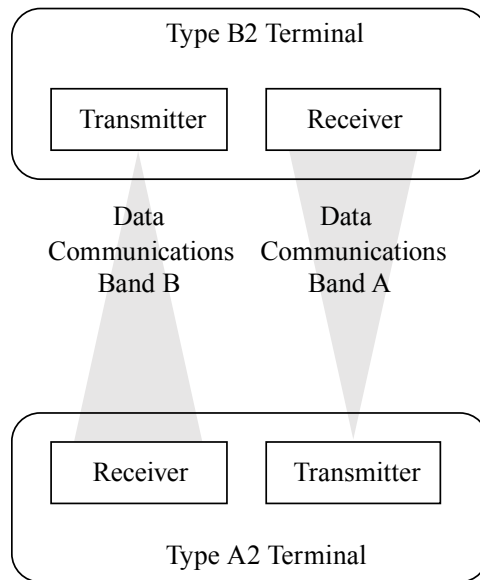 Type B2 Terminal
Transmitter
Receiver
Data
Communications
Band B
Data
Communications
Band A
Receiver
Transmitter
Type A2 Terminal